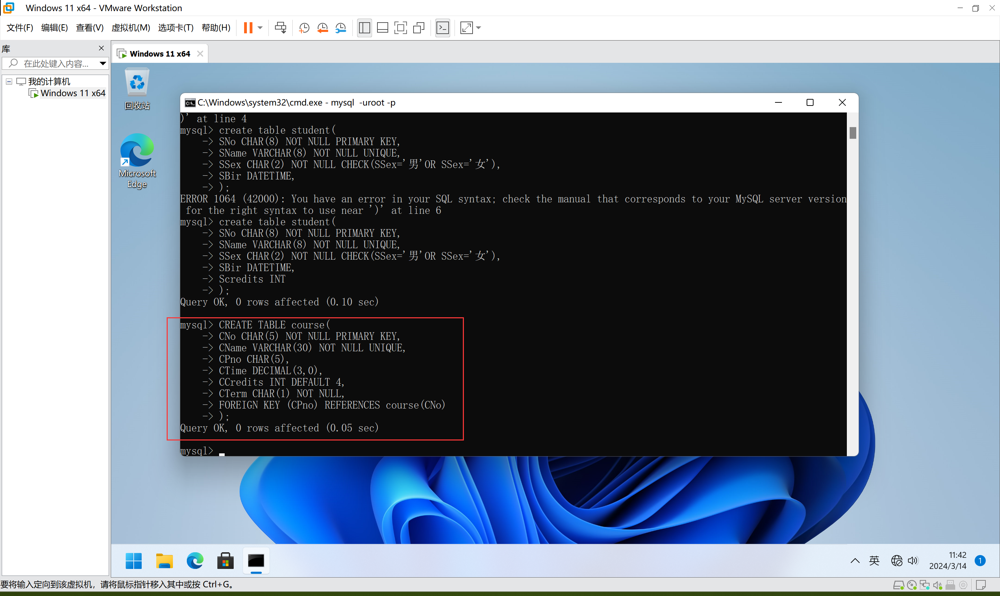 Windows 11 x64 - VMware Workstation
文件(F) 编辑(E) 查看(V) 虚拟机(M) 选项卡(T) 帮助(H)
库
在此处键入内容...
我的计算机
Windows 11 x64
Windows 11 x64
回收站
Microsoft
Edge
C:\Windows\system32\cmd.exe - mysql  -uroot -p
)' at line 4
mysql> create table student(
    -> SNo CHAR(8) NOT NULL PRIMARY KEY,
    -> SName VARCHAR(8) NOT NULL UNIQUE,
    -> SSex CHAR(2) NOT NULL CHECK(SSex='男'OR SSex='女'),
    -> SBir DATETIME,
    -> );
ERROR 1064 (42000): You have an error in your SQL syntax; check the manual that corresponds to your MySQL server version
 for the right syntax to use near ')' at line 6
mysql> create table student(
    -> SNo CHAR(8) NOT NULL PRIMARY KEY,
    -> SName VARCHAR(8) NOT NULL UNIQUE,
    -> SSex CHAR(2) NOT NULL CHECK(SSex='男'OR SSex='女'),
    -> SBir DATETIME,
    -> Scredits INT
    -> );
Query OK, 0 rows affected (0.10 sec)
mysql> CREATE TABLE course(
    -> CNo CHAR(5) NOT NULL PRIMARY KEY,
    -> CName VARCHAR(30) NOT NULL UNIQUE,
    -> CPno CHAR(5),
    -> CTime DECIMAL(3,0),
    -> CCredits INT DEFAULT 4,
    -> CTerm CHAR(1) NOT NULL,
    -> FOREIGN KEY (CPno) REFERENCES course(CNo)
    -> );
Query OK, 0 rows affected (0.05 sec)
mysql>
英
11:42
2024/3/14
1
要将输入定向到该虚拟机，请将鼠标指针移入其中或按 Ctrl+G。